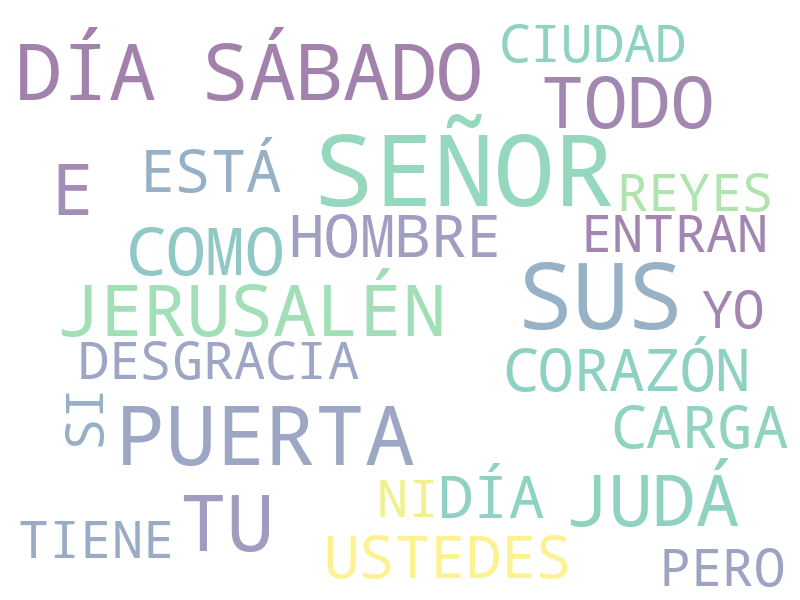 DÍA SÁBADO CIUDAD
TODO
E ESTÁ SEÑOR REYES
COMO HOMBRE ENTRAN
JERUSALÉN SUS YO
DESGRACIA CORAZÓN
SI PUERTA CARGA
TU NI DÍA JUDÁ
TIENE USTEDES PERO